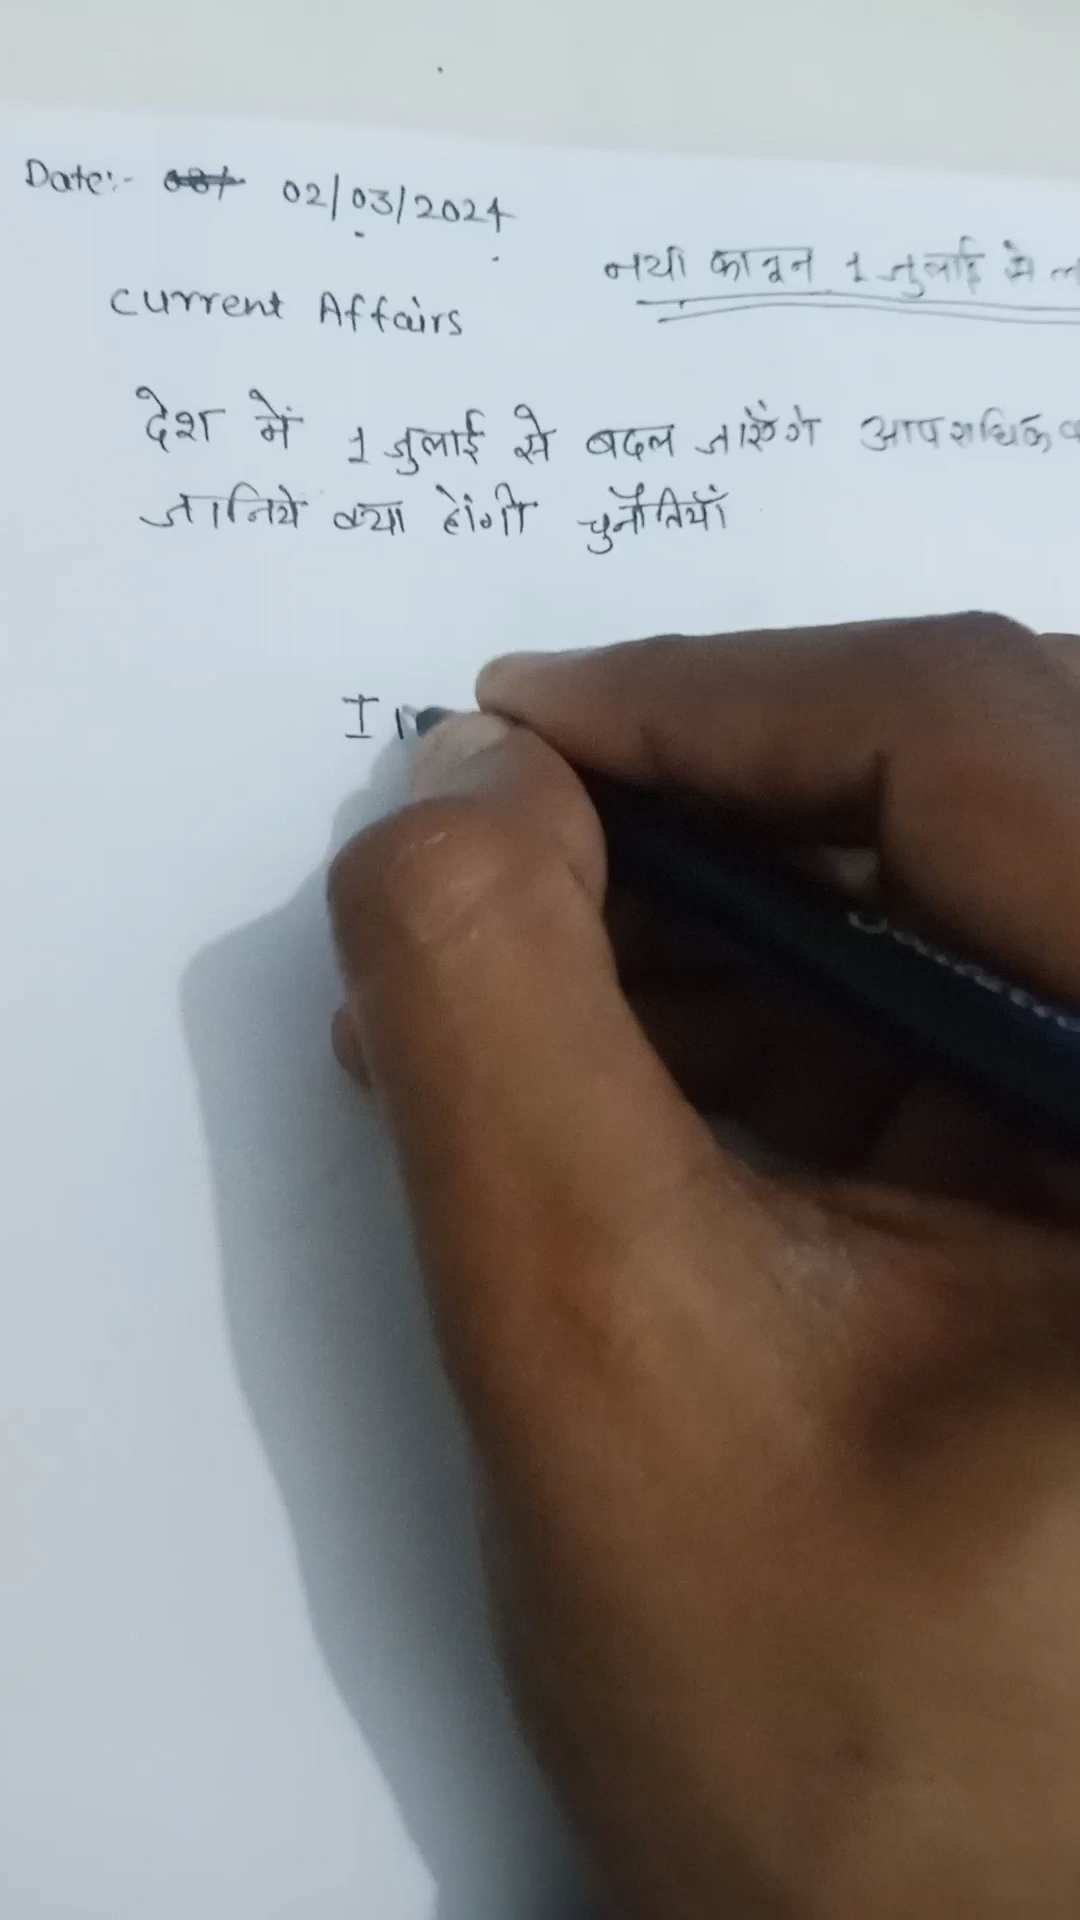 Date:- 02/03/2024
नयी कानून 1 जुलाई से
Current Affairs
देश में 1 जुलाई से बदल जाऐंगे आपराधिक
जानिये क्या होंगी चुनौतियाँ
I